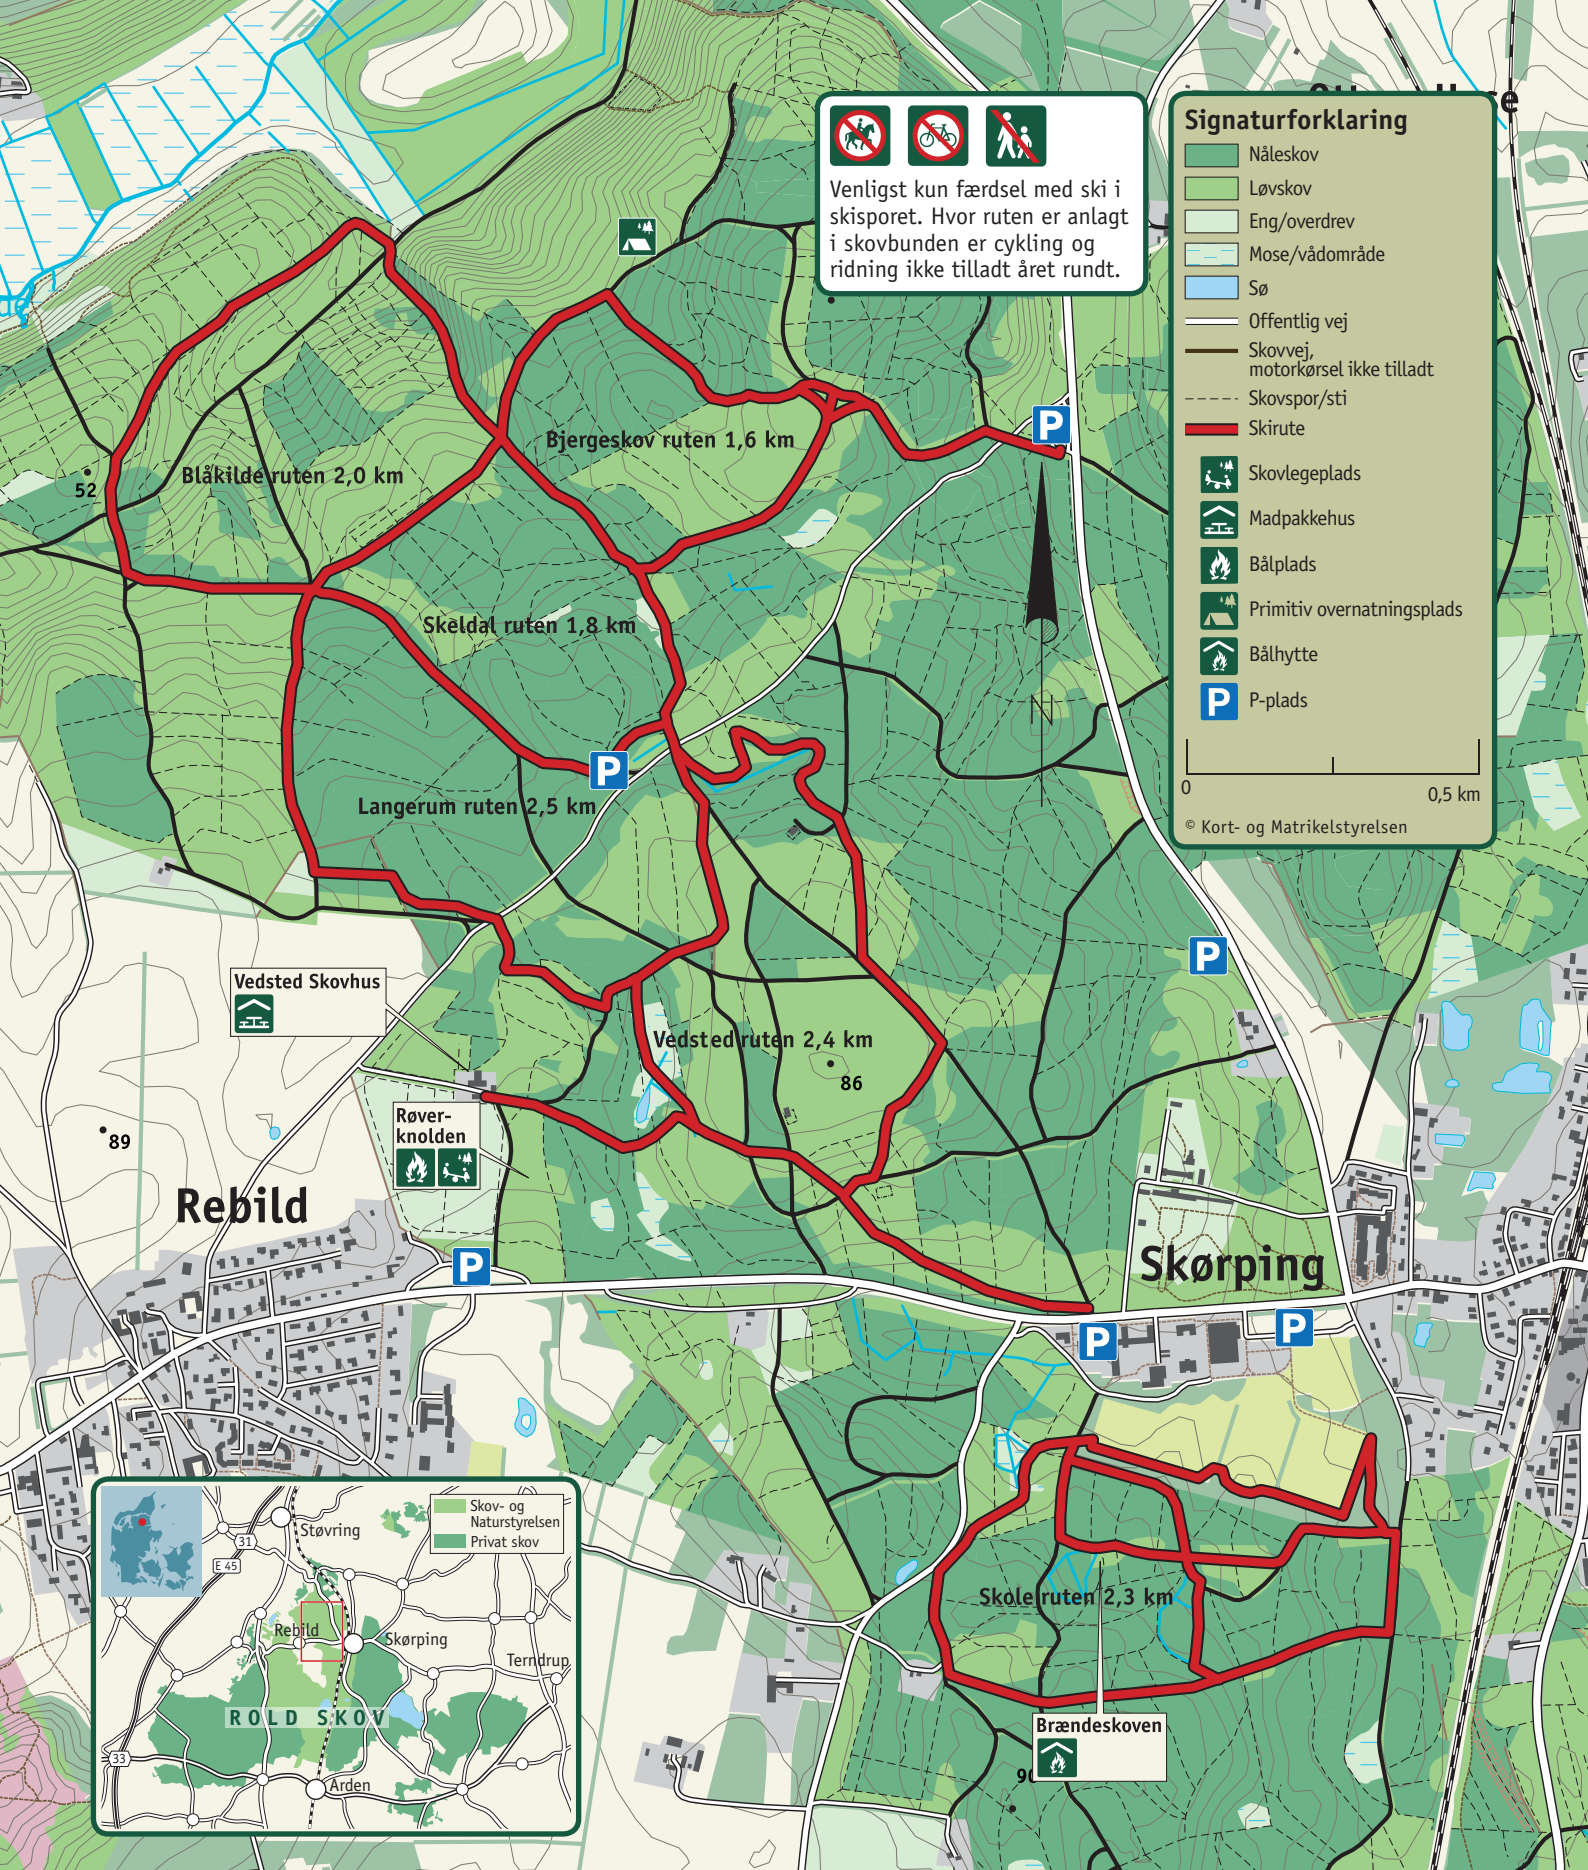 Venligst kun færdsel med ski i
skisporet. Hvor ruten er anlagt
i skovbunden er cykling og
ridning ikke tilladt året rundt.
Signaturforklaring
Nåleskov
Løvskov
Eng/overdrev
Mose/vådområde
Sø
Offentlig vej
Skovvej,
motorkørsel ikke tilladt
Skovspor/sti
Skirute
Skovlegeplads
Madpakkehus
Bålplads
Primitiv overnatningsplads
Bålhytte
P P-plads
0
0,5 km
© Kort- og Matrikelstyrelsen
P
Bjergeskov ruten 1,6 km
Blåkilde ruten 2,0 km
52
Skeldal ruten 1,8 km
N
P
Langerum ruten 2,5 km
P
Vedsted Skovhus
Vedsted ruten 2,4 km
86
Røver-
knolden
89
Rebild
P
Skørping
P
P
Skole ruten 2,3 km
Brændeskoven
90
Skov- og
Naturstyrelsen
Privat skov
Støvring
31
E 45
Rebild
Skørping
Terndrup
ROLD SKOV
33
Arden